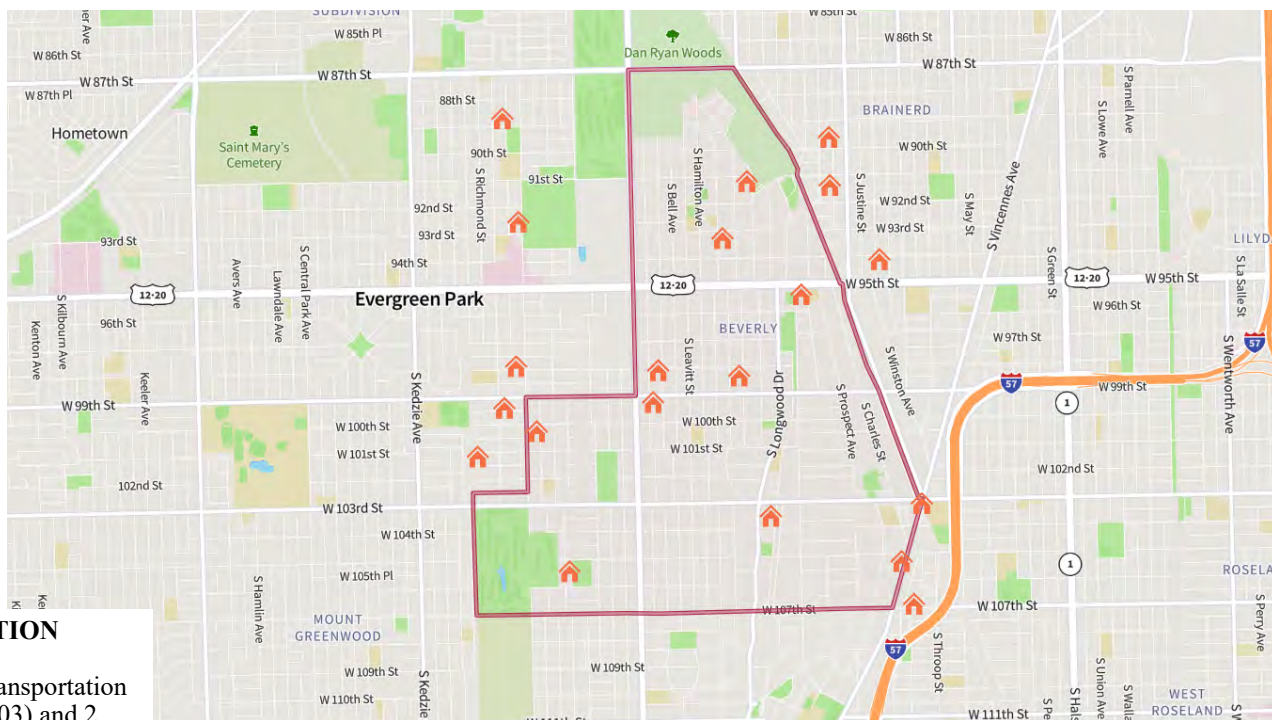 SUBDIVISION
W 85th St
W 85th Pl
W 86th St
W 86th St
Dan Ryan Woods
W 87th St
W 87th St
W 87th St
W 87th Pl
88th St
S Parnell Ave
S Lowe Ave
BRAINERD
Hometown
Saint Mary's
Cemetery
90th St
W 90th St
91st St
S Richmond St
S Hamilton Ave
S Bell Ave
S Justine St
S May St
S Vincennes Ave
92nd St
W 92nd St
93rd St
93rd St
W 93rd St
94th St
LILYD
S Central Park Ave
Avers Ave
Lawndale Ave
S Green St
S La Salle St
12-20
12-20
12-20
W 95th St
W 95th St
Evergreen Park
S Kilbourn Ave
Kenton Ave
96th St
W 96th St
BEVERLY
W 97th St
S Leavitt St
S Winston Ave
S Wentworth Ave
57
57
Keeler Ave
S Kedzie Ave
S Longwood Dr
S Prospect Ave
S Charles St
W 99th St
W 99th St
1
W 100th St
W 100th St
W 101st St
W 101st St
102nd St
W 102nd St
W 103rd St
W 104th St
W 105th Pl
1
ROSELA
S Hamlin Ave
S Perry Ave
W 107th St
W 107th St
MOUNT
GREENWOOD
57
S Throop St
W 109th St
W 109th St
S Kedzie
W 110th St
S Union Ave
WEST
ROSELAND
W 111th St
TION
ansportation
03) and 2